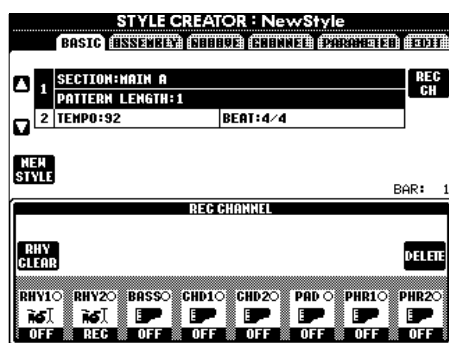 STYLE CREATOR : NewStyle
BASIC ASSEMBLY GROOVE CHANNEL PARAMETER EDIT
1 SECTION:MAIN A
PATTERN LENGTH:1
REC CH
2 TEMPO:92 BEAT:4/4
NEW STYLE
BAR: 1
REC CHANNEL
RHY CLEAR
DELETE
RHY1 RHY2 BASS CHD1 CHD2 PAD PHR1 PHR2
OFF REC OFF OFF OFF OFF OFF OFF